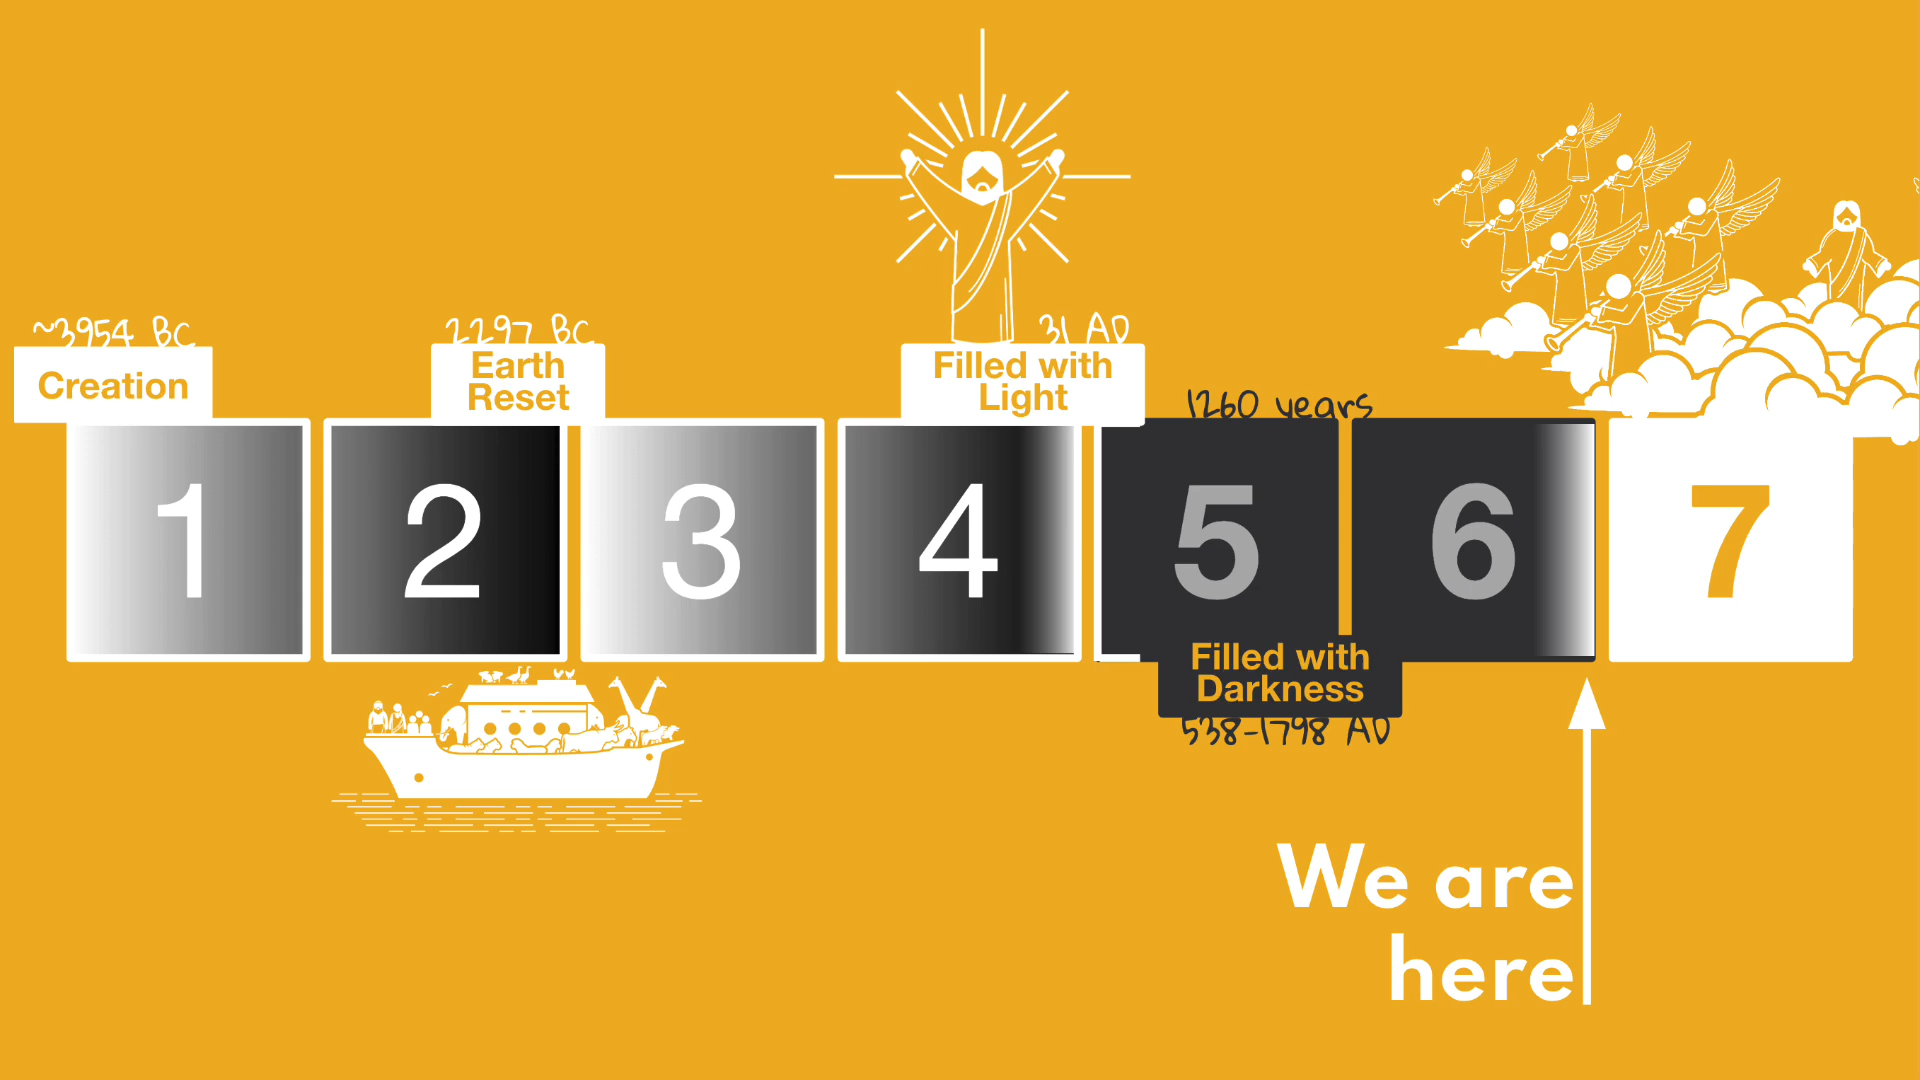 ~3954 BC
Creation
2297 BC
Earth
Reset
31 AD
Filled with
Light
1260 years
1
2
3
4
5
6
7
Filled with
Darkness
538-1798 AD
We are
here